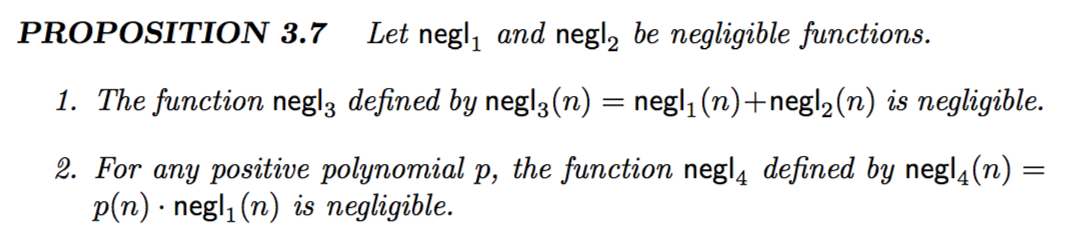 PROPOSITION 3.7 Let negl₁ and negl₂ be negligible functions.
1. The function negl₃ defined by negl₃(n) = negl₁(n)+negl₂(n) is negligible.
2. For any positive polynomial p, the function negl₄ defined by negl₄(n) =
p(n) · negl₁(n) is negligible.